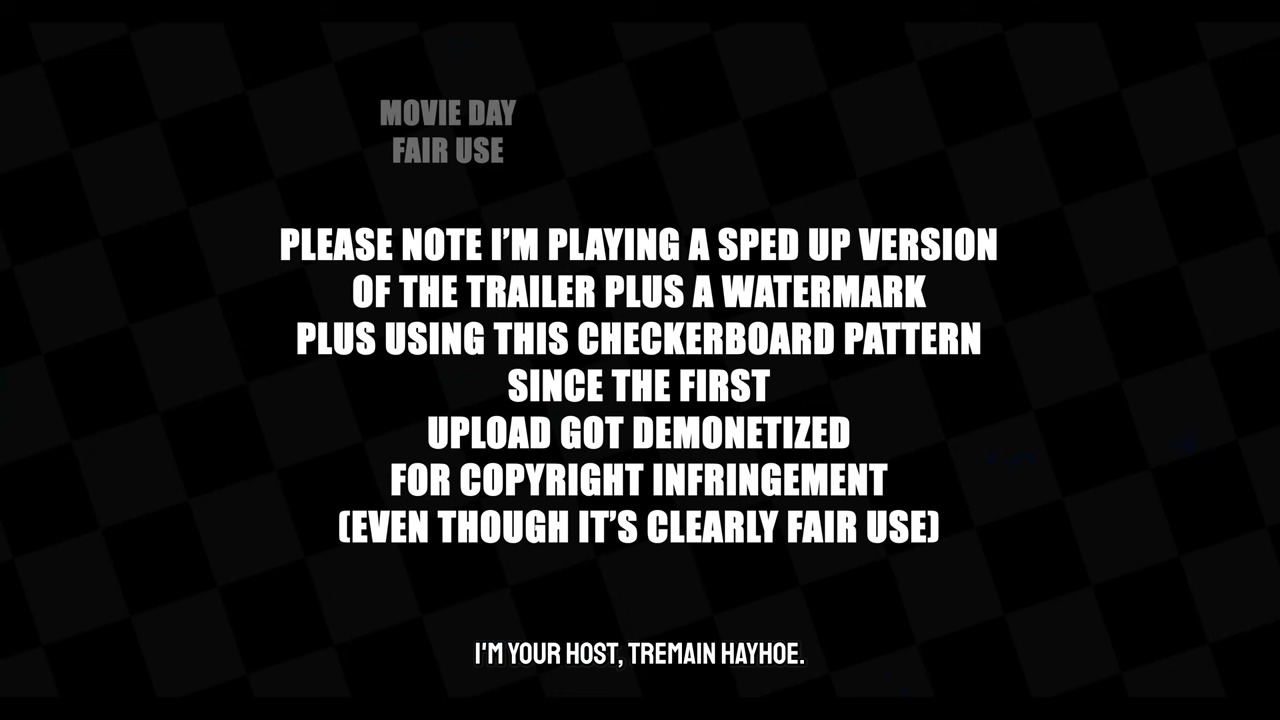 MOVIE DAY
FAIR USE
PLEASE NOTE I'M PLAYING A SPED UP VERSION
OF THE TRAILER PLUS A WATERMARK
PLUS USING THIS CHECKERBOARD PATTERN
SINCE THE FIRST
UPLOAD GOT DEMONETIZED
FOR COPYRIGHT INFRINGEMENT
(EVEN THOUGH IT'S CLEARLY FAIR USE)
I'M YOUR HOST, TREMAIN HAYHOE.